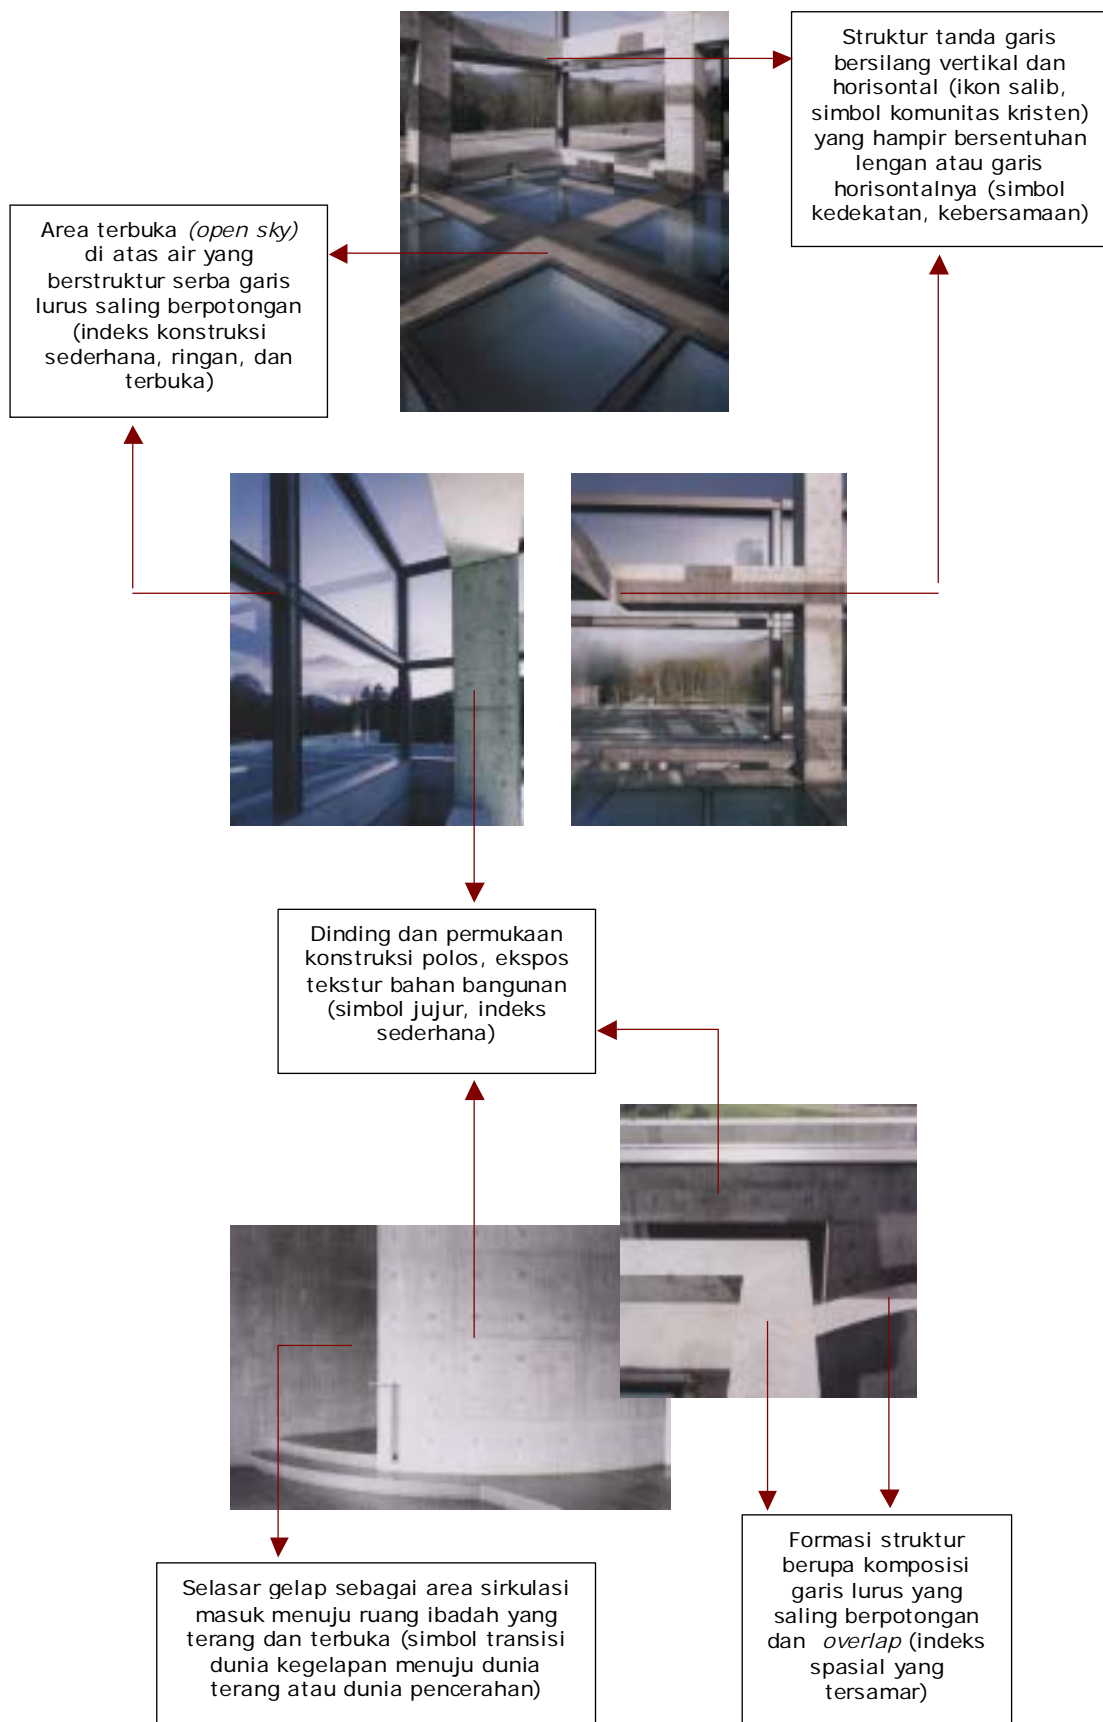 Struktur tanda garis
bersilang vertikal dan
horisontal (ikon salib,
simbol komunitas kristen)
yang hampir bersentuhan
lengan atau garis
horisontalnya (simbol
kedekatan, kebersamaan)
Area terbuka (open sky)
di atas air yang
berstruktur serba garis
lurus saling berpotongan
(indeks konstruksi
sederhana, ringan, dan
terbuka)
Dinding dan permukaan
konstruksi polos, ekspos
tekstur bahan bangunan
(simbol jujur, indeks
sederhana)
Selasar gelap sebagai area sirkulasi
masuk menuju ruang ibadah yang
terang dan terbuka (simbol transisi
dunia kegelapan menuju dunia
terang atau dunia pencerahan)
Formasi struktur
berupa komposisi
garis lurus yang
saling berpotongan
dan overlap (indeks
spasial yang
tersamar)